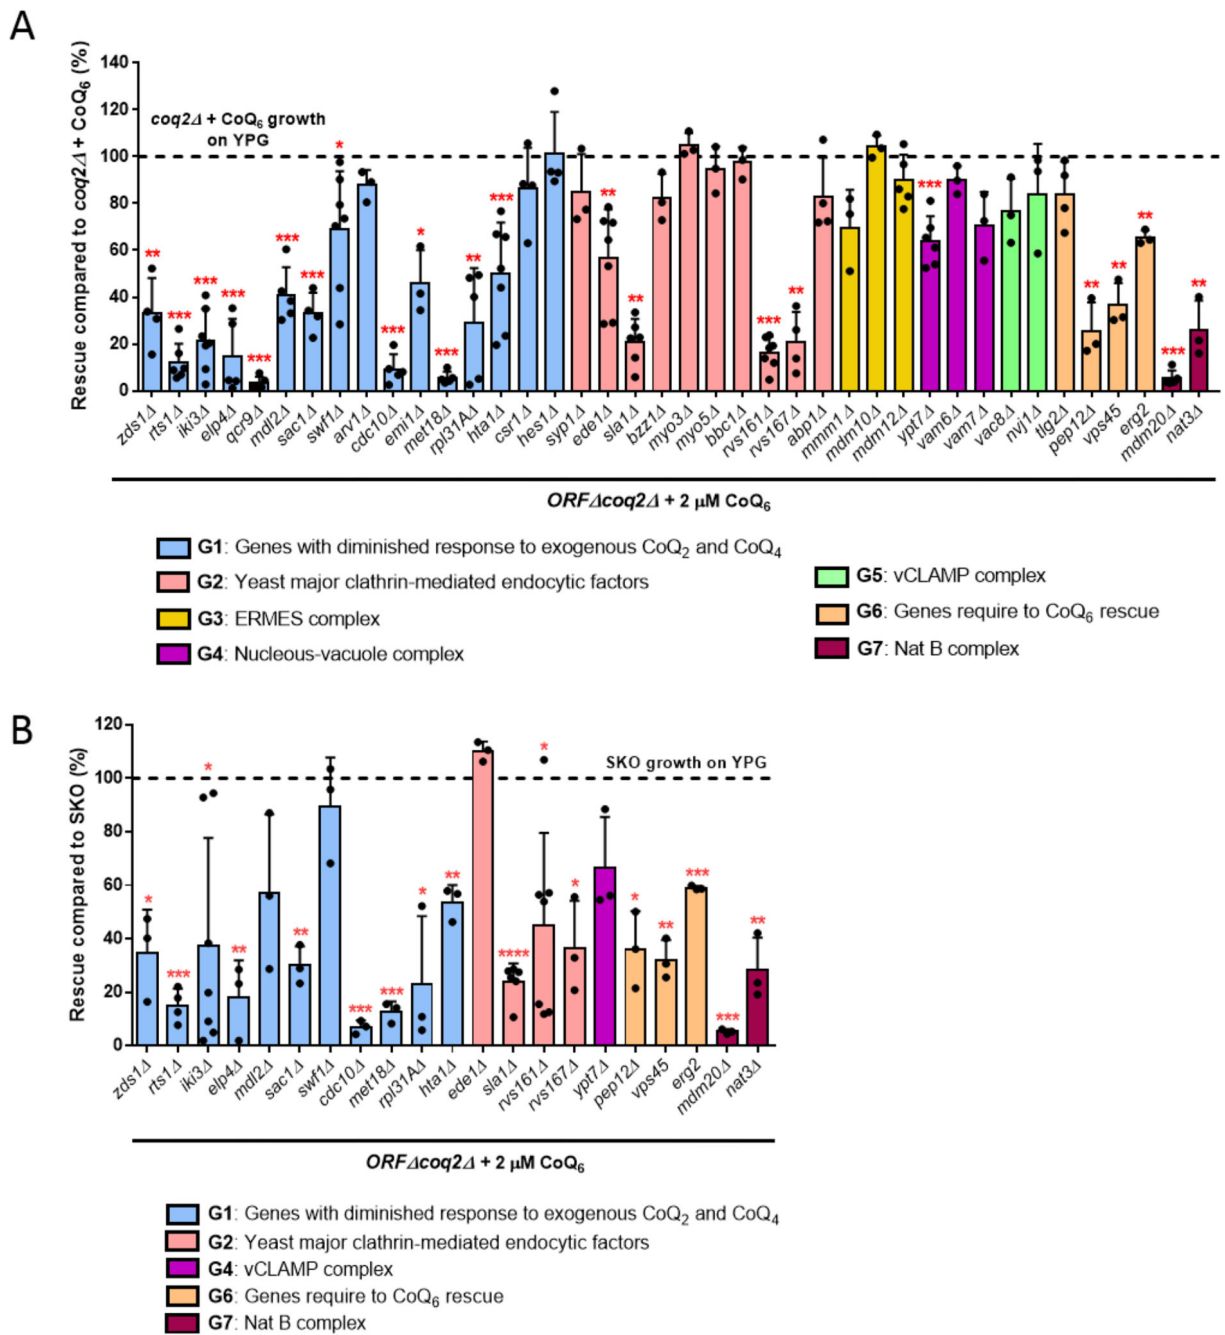 A
Rescue compared to coq2Δ + CoQ6 (%)
140
120
100
80
60
40
20
0
coq2Δ + CoQ6 growth
on YPG
** *** *** *** *** *** *** * *** * *** ** *** ** ** *** ** *** ** ** ** *** **
zds1Δ rts1Δ iki3Δ elp4Δ qcr9Δ mdl2Δ sac1Δ swf1Δ arv1Δ cdc10Δ emi1Δ met18Δ rpl31AΔ hta1Δ csr1Δ hes1Δ syp1Δ ede1Δ sla1Δ bzz1Δ myo3Δ myo5Δ bbc1Δ rvs161Δ rvs167Δ abp1Δ mmm1Δ mdm10Δ mdm12Δ ypt7Δ vam6Δ vam7Δ vac8Δ nvj1Δ tlg2Δ pep12Δ vps45 erg2 mdm20Δ nat3Δ
ORFΔcoq2Δ + 2 μM CoQ6
G1: Genes with diminished response to exogenous CoQ2 and CoQ4
G2: Yeast major clathrin-mediated endocytic factors
G3: ERMES complex
G4: Nucleous-vacuole complex
G5: vCLAMP complex
G6: Genes require to CoQ6 rescue
G7: Nat B complex
B
Rescue compared to SKO (%)
120
100
80
60
40
20
0
SKO growth on YPG
* *** * ** ** *** *** * ** **** * * * ** *** *** **
zds1Δ rts1Δ iki3Δ elp4Δ mdl2Δ sac1Δ swf1Δ cdc10Δ met18Δ rpl31AΔ hta1Δ ede1Δ sla1Δ rvs161Δ rvs167Δ ypt7Δ pep12Δ vps45 erg2 mdm20Δ nat3Δ
ORFΔcoq2Δ + 2 μM CoQ6
G1: Genes with diminished response to exogenous CoQ2 and CoQ4
G2: Yeast major clathrin-mediated endocytic factors
G4: vCLAMP complex
G6: Genes require to CoQ6 rescue
G7: Nat B complex